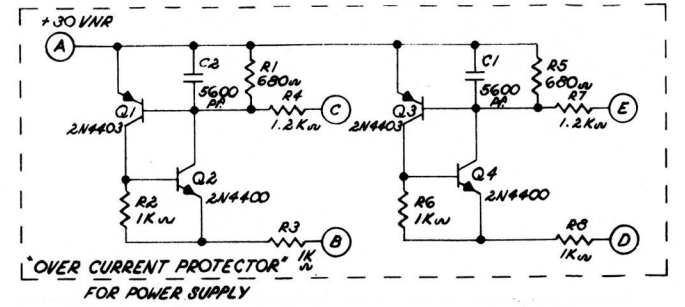 +30 VNR
A
C2
5600
Pf
R1
680Ω
R4
1.2KΩ
C
Q1
2N4403
Q2
2N4400
R2
1KΩ
R3
1K
Ω
B
C1
5600
Pf
R5
680Ω
R7
1.2KΩ
E
Q3
2N4403
Q4
2N4400
R6
1KΩ
R8
1KΩ
D
"OVER CURRENT PROTECTOR"
FOR POWER SUPPLY